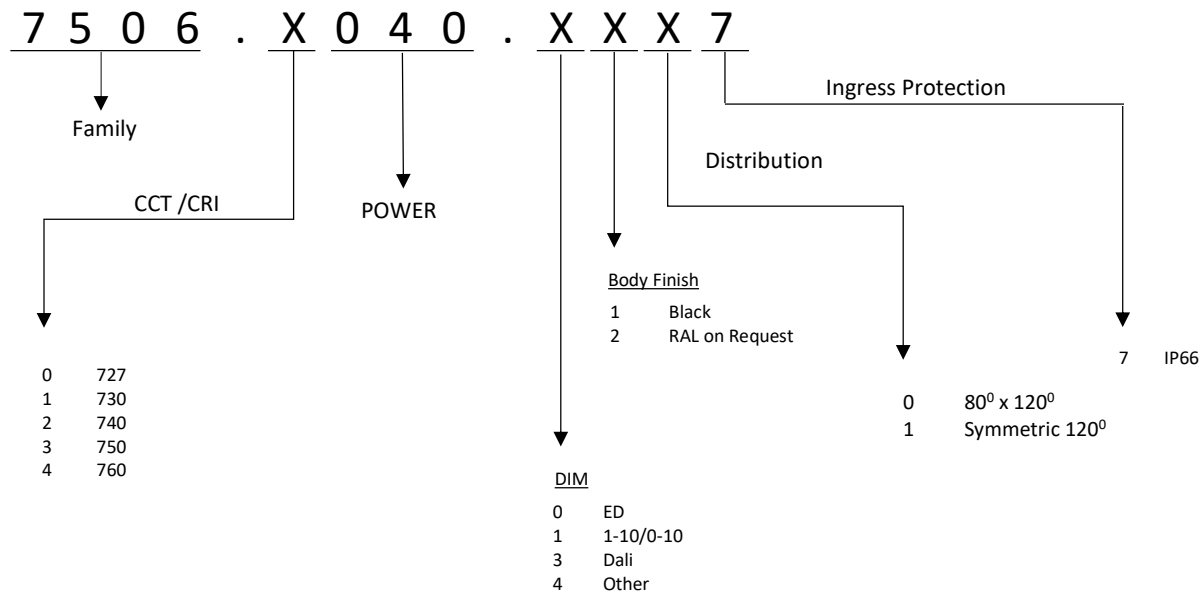 7 5 0 6 . X 0 4 0 . X X X 7
Ingress Protection
Family
Distribution
CCT /CRI
POWER
Body Finish
1 Black
2 RAL on Request
7 IP66
0 727
1 730
2 740
3 750
4 760
0 80⁰ x 120⁰
1 Symmetric 120⁰
DIM
0 ED
1 1-10/0-10
3 Dali
4 Other